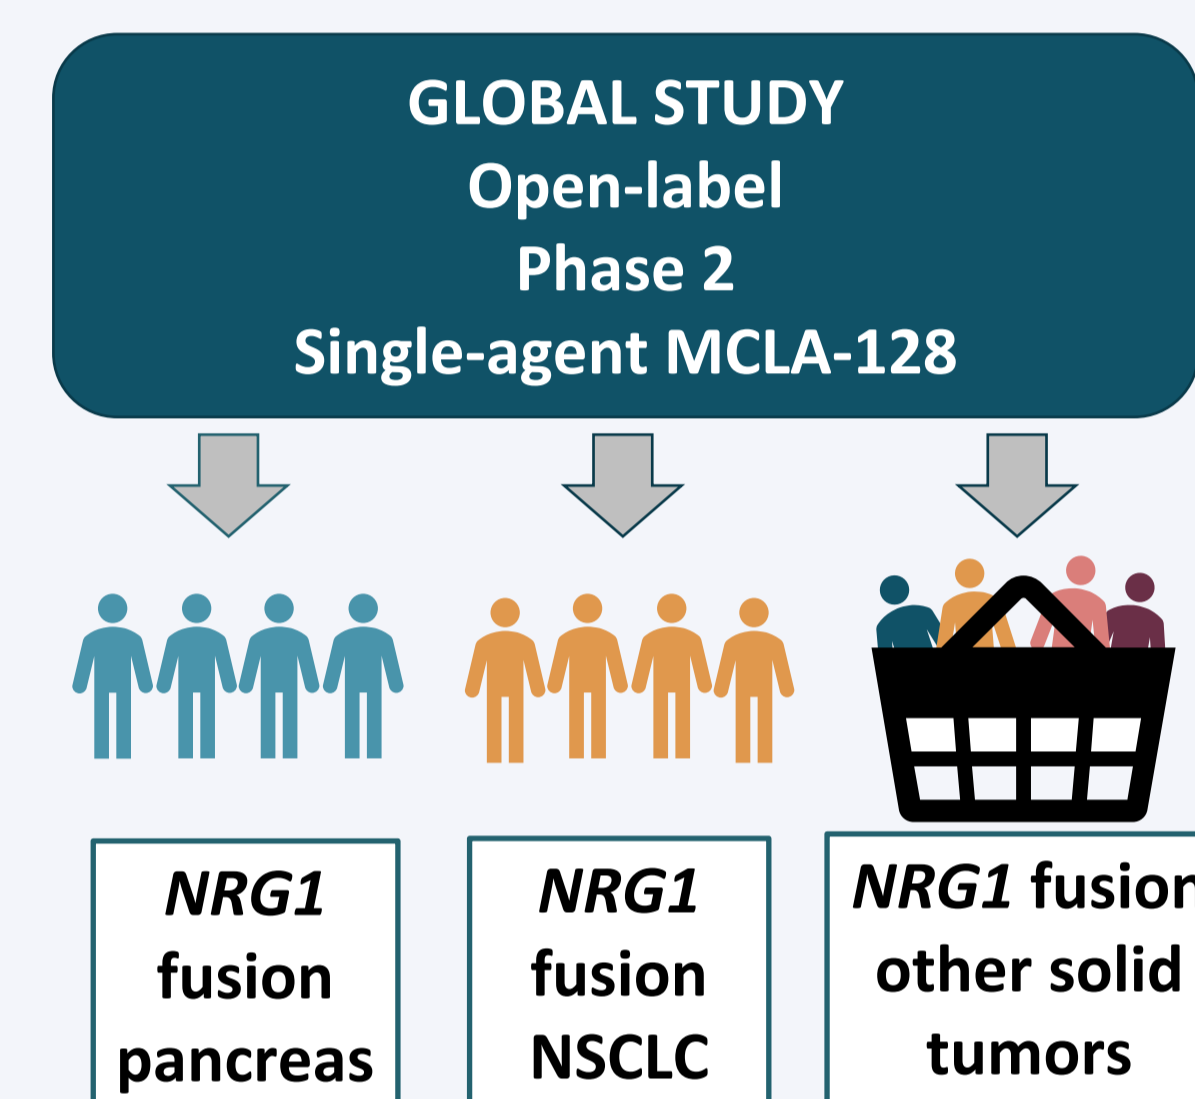 GLOBAL STUDY
Open-label
Phase 2
Single-agent MCLA-128
NRG1
fusion
pancreas
NRG1
fusion
NSCLC
NRG1 fusion
other solid
tumors